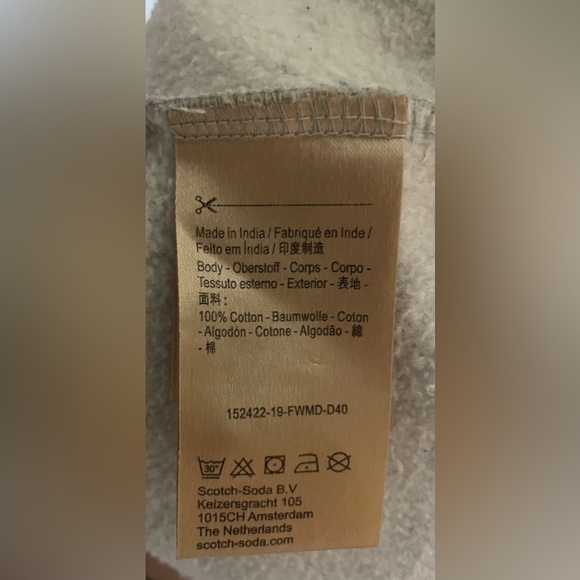 Made in India / Fabriqué en Inde /
Feito em Índia / 印度制造
Body - Oberstoff - Corps - Corpo -
Tessuto esterno - Exterior - 表地 -
面料 :
100% Cotton - Baumwolle - Coton
- Algodón - Cotone - Algodão - 綿
- 棉
152422-19-FWMD-D40
30°
Scotch-Soda B.V
Keizersgracht 105
1015CH Amsterdam
The Netherlands
scotch-soda.com